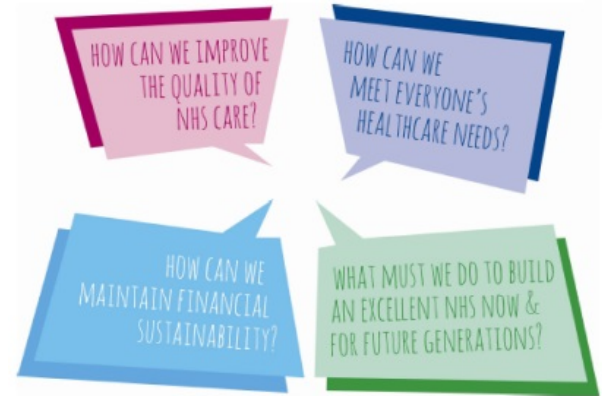 HOW CAN WE IMPROVE
THE QUALITY OF
NHS CARE?
HOW CAN WE
MEET EVERYONE'S
HEALTHCARE NEEDS?
HOW CAN WE
MAINTAIN FINANCIAL
SUSTAINABILITY?
WHAT MUST WE DO TO BUILD
AN EXCELLENT NHS NOW &
FOR FUTURE GENERATIONS?